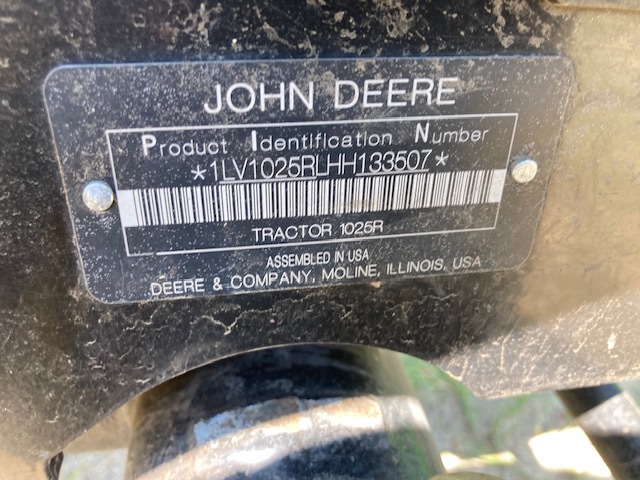 JOHN DEERE
Product Identification Number
*1LV1025RLHH133507*
TRACTOR 1025R
ASSEMBLED IN USA
DEERE & COMPANY, MOLINE, ILLINOIS, USA